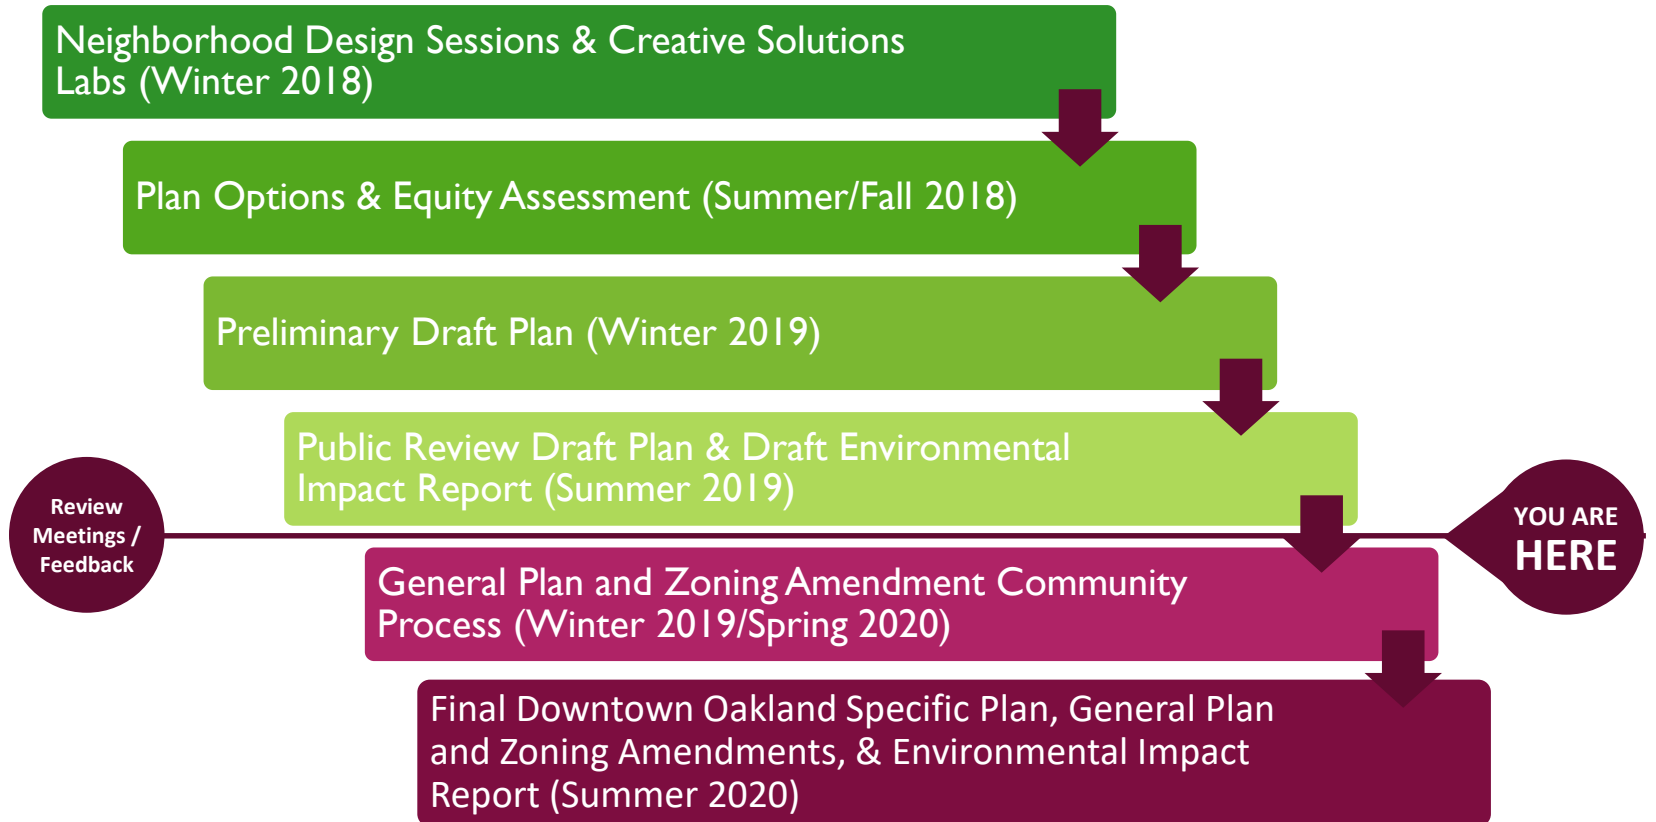 Neighborhood Design Sessions & Creative Solutions
Labs (Winter 2018)
Plan Options & Equity Assessment (Summer/Fall 2018)
Preliminary Draft Plan (Winter 2019)
Public Review Draft Plan & Draft Environmental
Impact Report (Summer 2019)
Review
Meetings /
Feedback
YOU ARE
HERE
General Plan and Zoning Amendment Community
Process (Winter 2019/Spring 2020)
Final Downtown Oakland Specific Plan, General Plan
and Zoning Amendments, & Environmental Impact
Report (Summer 2020)